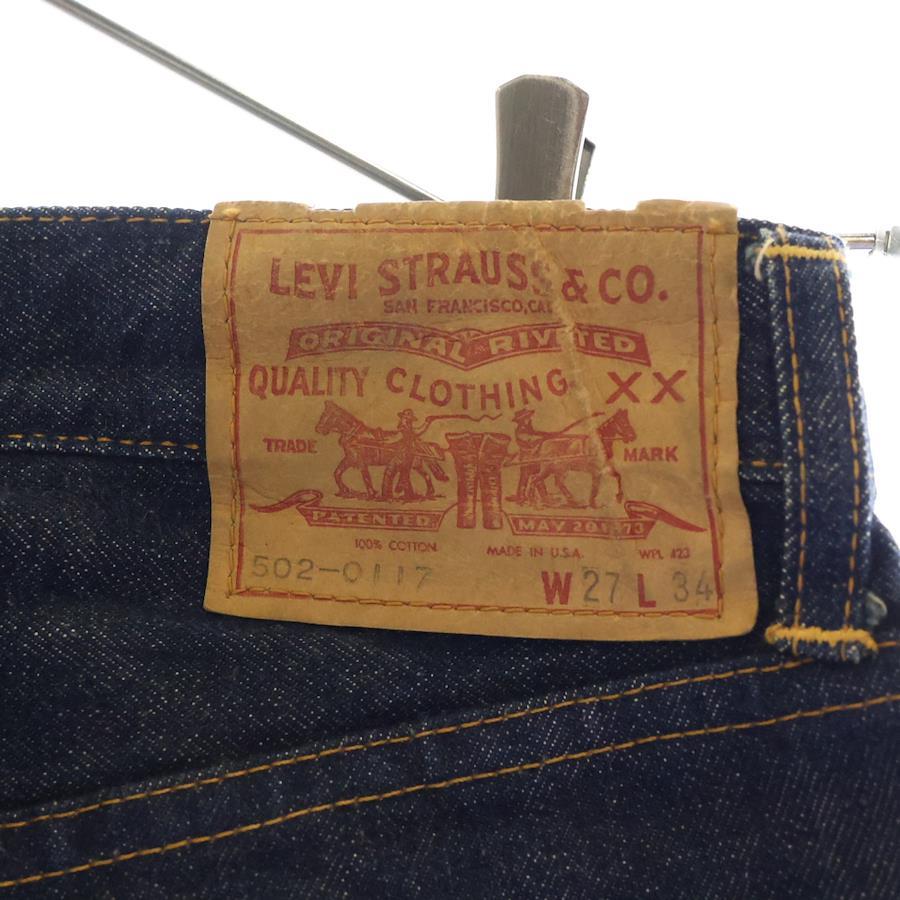 LEVI STRAUSS & CO.
SAN FRANCISCO, CAL
ORIGINAL RIVETED
QUALITY CLOTHING XX
TRADE MARK
PATENTED MAY 20 1873
100% COTTON MADE IN U.S.A. WPL 423
502-0117 W 27 L 34